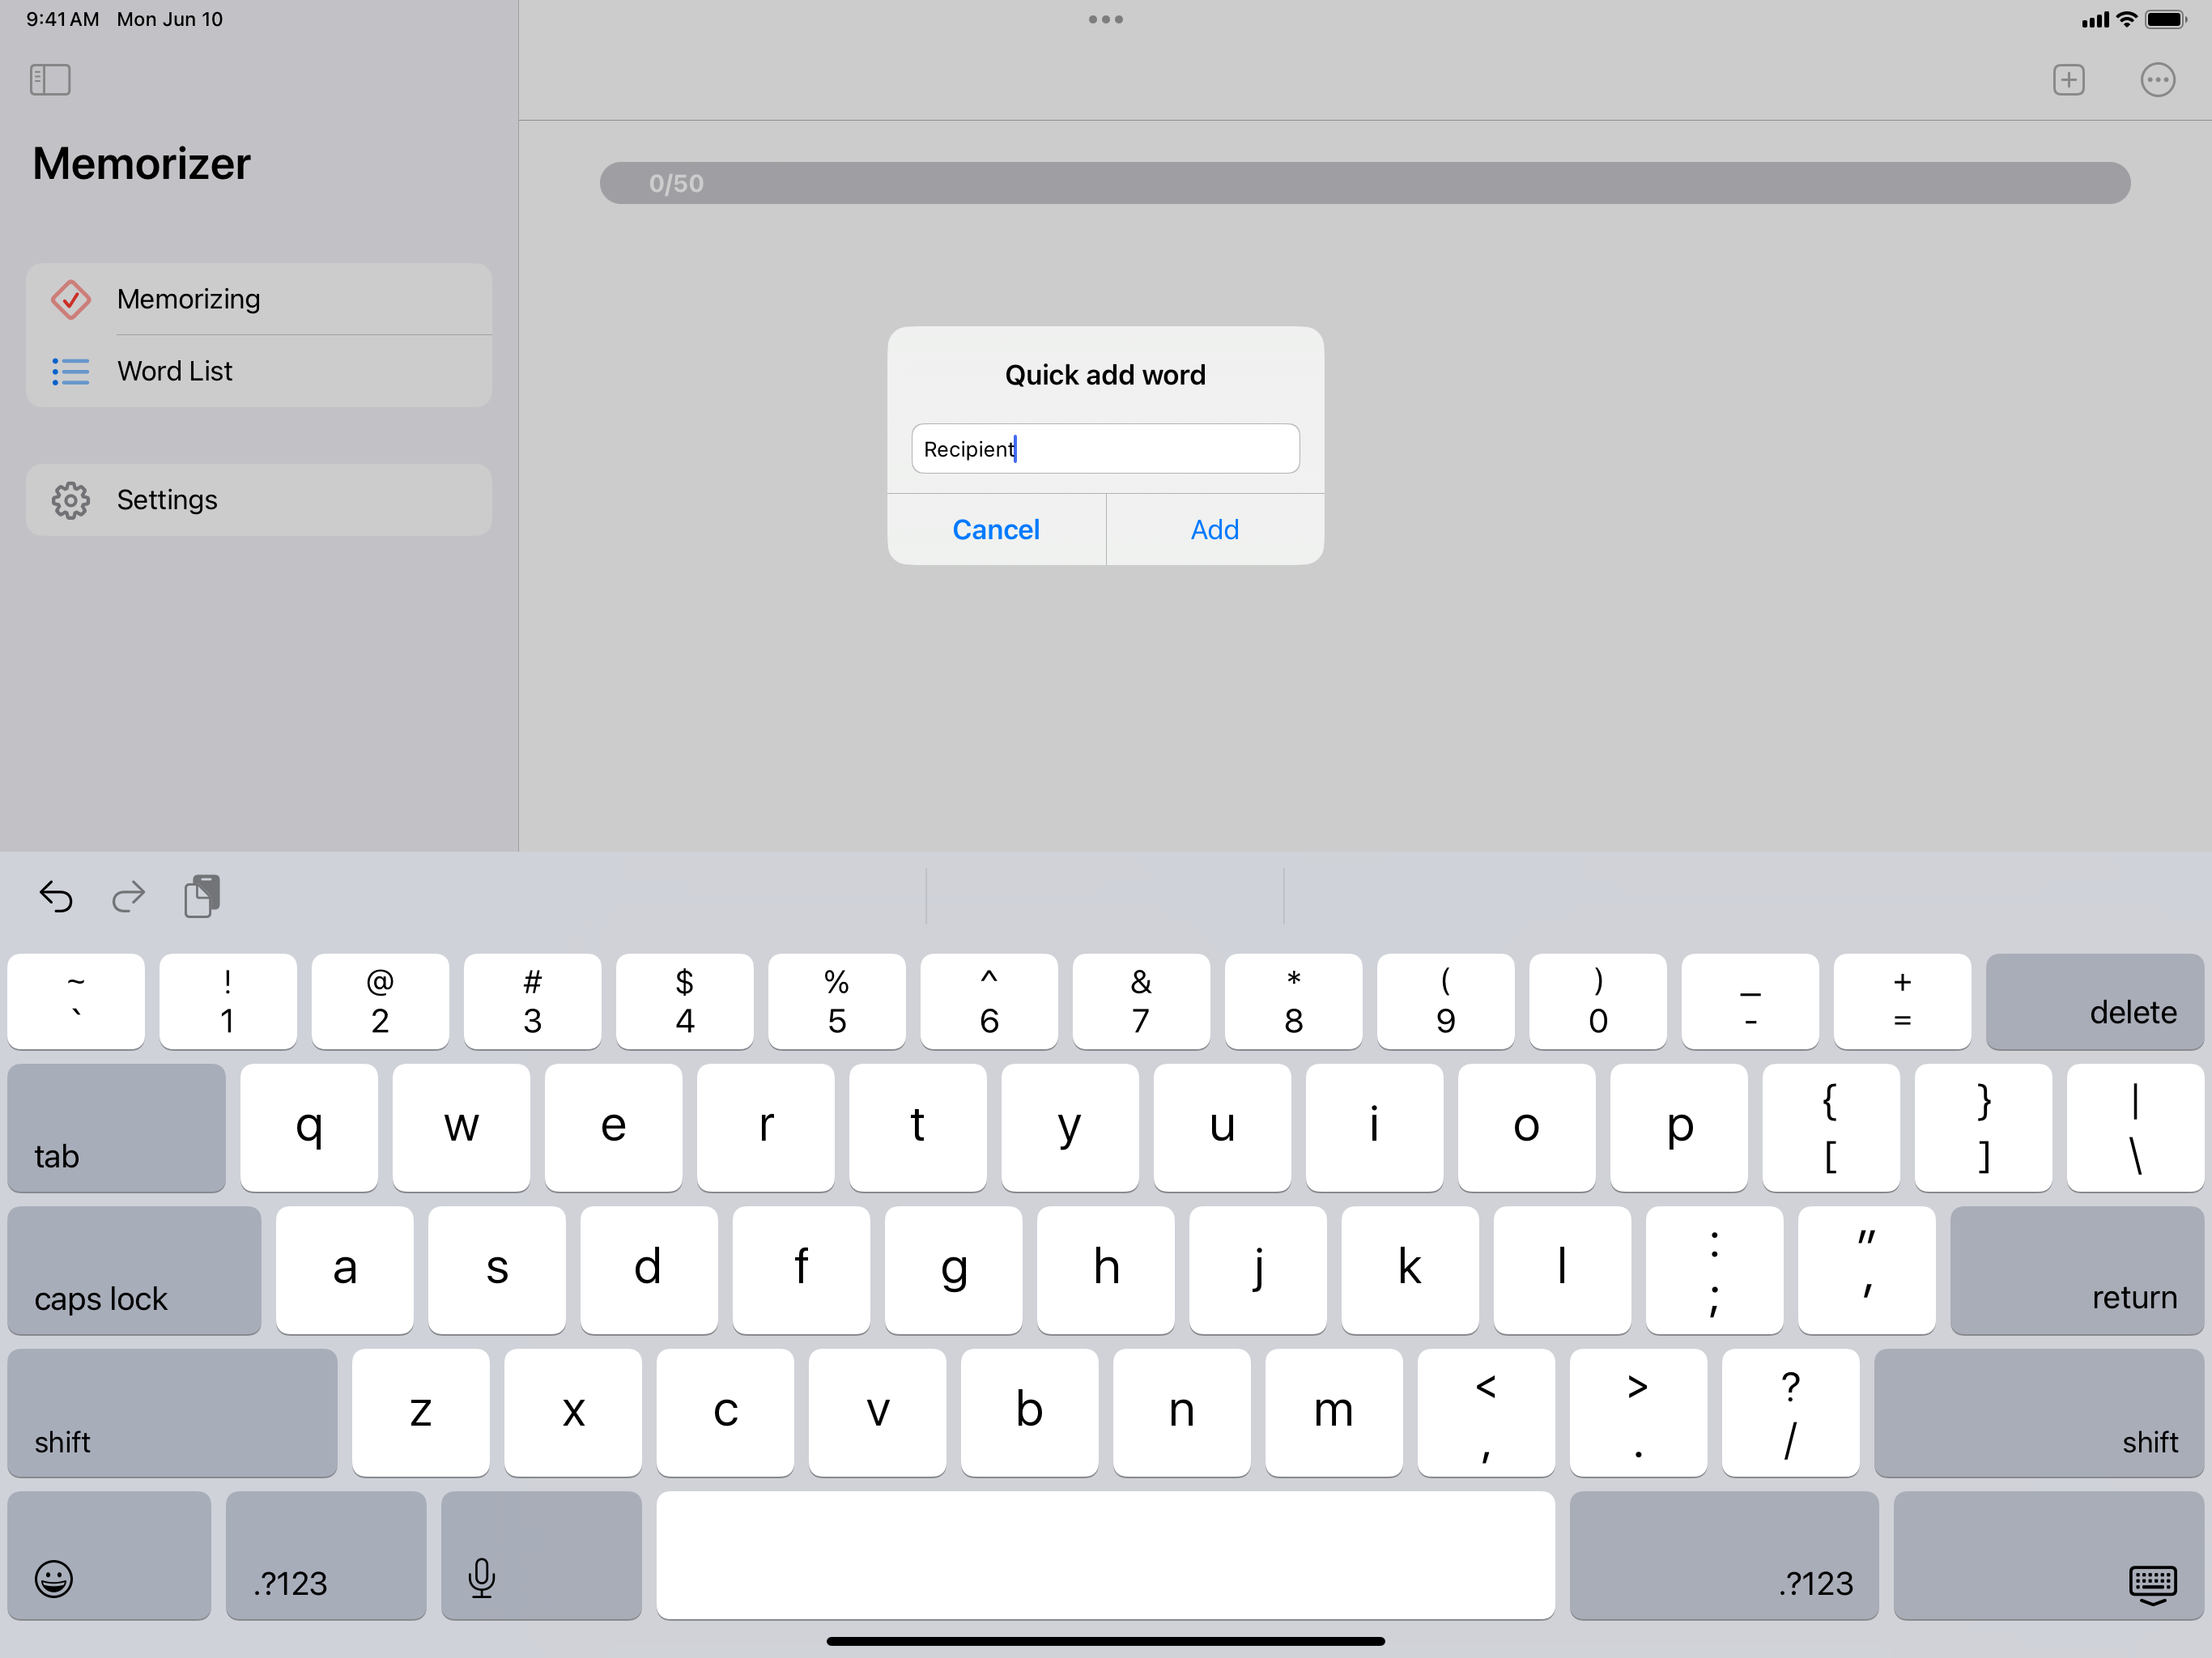 9:41 AM Mon Jun 10
Memorizer
Memorizing
Word List
Settings
0/50
Quick add word
Recipient
Cancel Add
~ ! @ # $ % ^ & * ( ) _ +
` 1 2 3 4 5 6 7 8 9 0 - = delete
tab q w e r t y u i o p { [ } ] | \
caps lock a s d f g h j k l : ; " ' return
shift z x c v b n m < , > . ? / shift
.?123 .?123